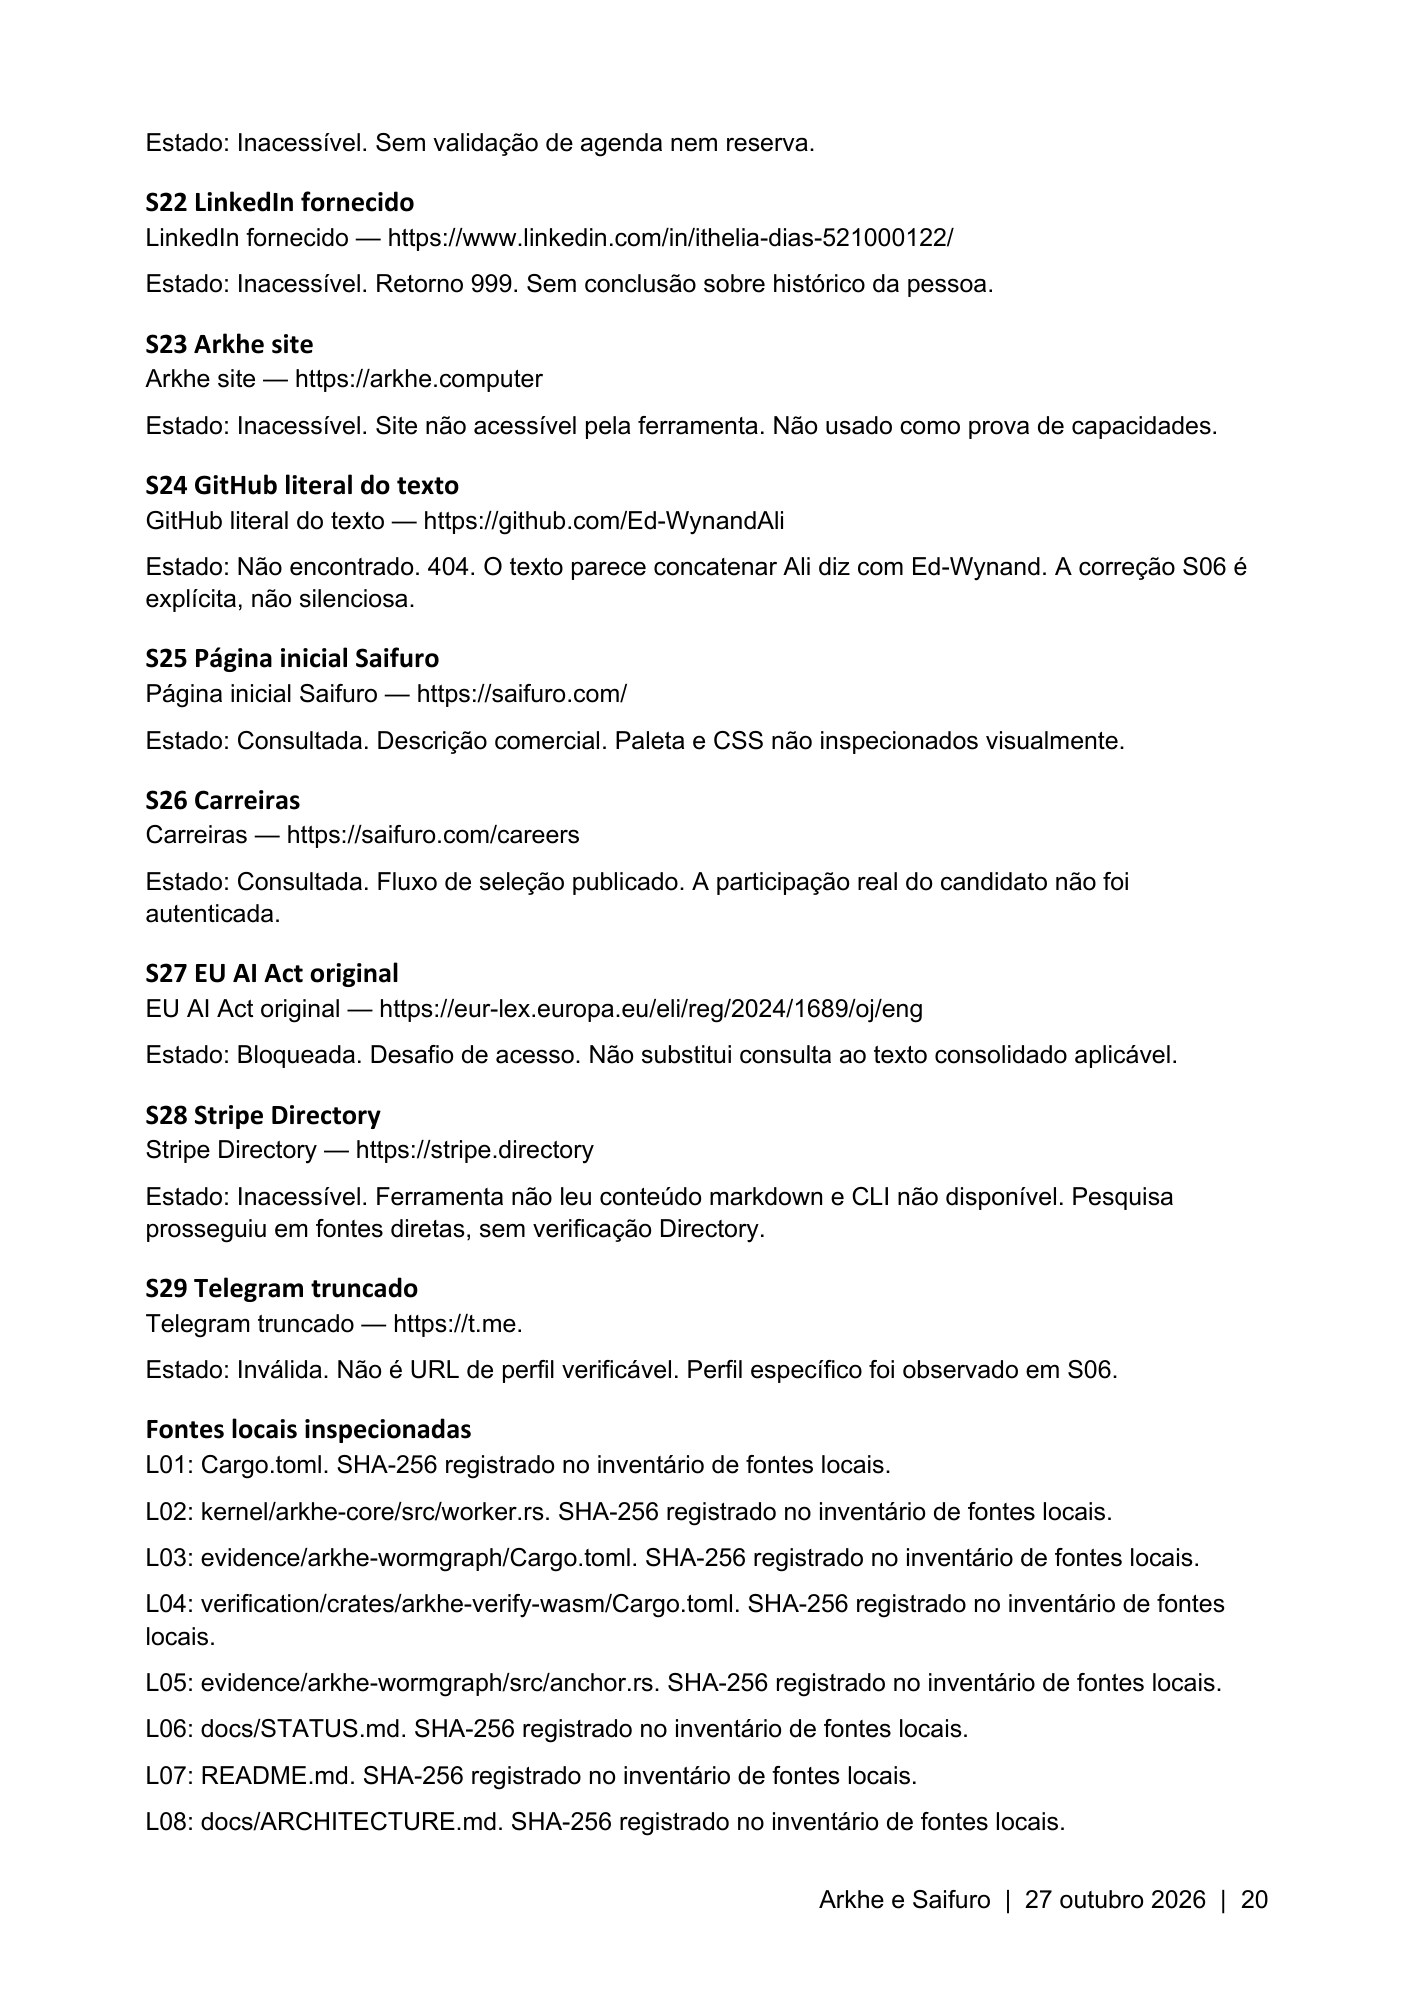 Estado: Inacessível. Sem validação de agenda nem reserva.
S22 LinkedIn fornecido
LinkedIn fornecido — https://www.linkedin.com/in/ithelia-dias-521000122/
Estado: Inacessível. Retorno 999. Sem conclusão sobre histórico da pessoa.
S23 Arkhe site
Arkhe site — https://arkhe.computer
Estado: Inacessível. Site não acessível pela ferramenta. Não usado como prova de capacidades.
S24 GitHub literal do texto
GitHub literal do texto — https://github.com/Ed-WynandAli
Estado: Não encontrado. 404. O texto parece concatenar Ali diz com Ed-Wynand. A correção S06 é
explícita, não silenciosa.
S25 Página inicial Saifuro
Página inicial Saifuro — https://saifuro.com/
Estado: Consultada. Descrição comercial. Paleta e CSS não inspecionados visualmente.
S26 Carreiras
Carreiras — https://saifuro.com/careers
Estado: Consultada. Fluxo de seleção publicado. A participação real do candidato não foi
autenticada.
S27 EU AI Act original
EU AI Act original — https://eur-lex.europa.eu/eli/reg/2024/1689/oj/eng
Estado: Bloqueada. Desafio de acesso. Não substitui consulta ao texto consolidado aplicável.
S28 Stripe Directory
Stripe Directory — https://stripe.directory
Estado: Inacessível. Ferramenta não leu conteúdo markdown e CLI não disponível. Pesquisa
prosseguiu em fontes diretas, sem verificação Directory.
S29 Telegram truncado
Telegram truncado — https://t.me.
Estado: Inválida. Não é URL de perfil verificável. Perfil específico foi observado em S06.
Fontes locais inspecionadas
L01: Cargo.toml. SHA-256 registrado no inventário de fontes locais.
L02: kernel/arkhe-core/src/worker.rs. SHA-256 registrado no inventário de fontes locais.
L03: evidence/arkhe-wormgraph/Cargo.toml. SHA-256 registrado no inventário de fontes locais.
L04: verification/crates/arkhe-verify-wasm/Cargo.toml. SHA-256 registrado no inventário de fontes
locais.
L05: evidence/arkhe-wormgraph/src/anchor.rs. SHA-256 registrado no inventário de fontes locais.
L06: docs/STATUS.md. SHA-256 registrado no inventário de fontes locais.
L07: README.md. SHA-256 registrado no inventário de fontes locais.
L08: docs/ARCHITECTURE.md. SHA-256 registrado no inventário de fontes locais.
Arkhe e Saifuro | 27 outubro 2026 | 20